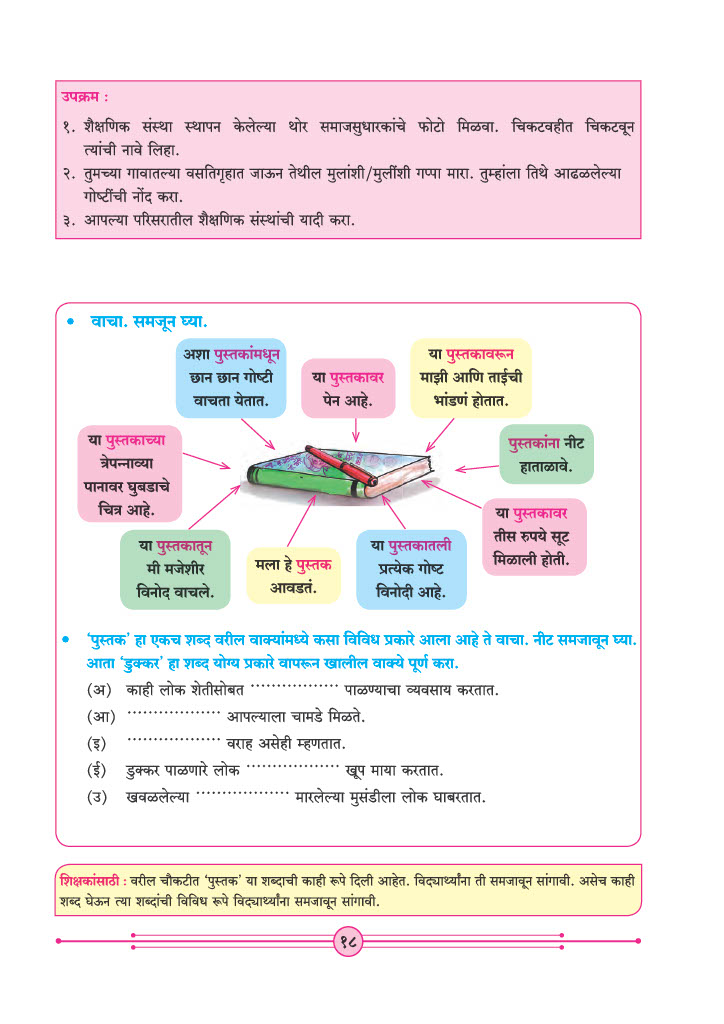 उपक्रम :
१. शैक्षणिक संस्था स्थापन केलेल्या थोर समाजसुधारकांचे फोटो मिळवा. चिकटवहीत चिकटवून
त्यांची नावे लिहा.
२. तुमच्या गावातल्या वसतिगृहात जाऊन तेथील मुलांशी/मुलींशी गप्पा मारा. तुम्हांला तिथे आढळलेल्या
गोष्टींची नोंद करा.
३. आपल्या परिसरातील शैक्षणिक संस्थांची यादी करा.
• वाचा. समजून घ्या.
अशा पुस्तकांमधून
छान छान गोष्टी
वाचता येतात.
या पुस्तकावर
पेन आहे.
या पुस्तकावरून
माझी आणि ताईची
भांडणं होतात.
या पुस्तकाच्या
त्रेपन्नाव्या
पानावर घुबडाचे
चित्र आहे.
पुस्तकांना नीट
हाताळावे.
या पुस्तकावर
तीस रुपये सूट
मिळाली होती.
या पुस्तकातून
मी मजेशीर
विनोद वाचले.
मला हे पुस्तक
आवडतं.
या पुस्तकातली
प्रत्येक गोष्ट
विनोदी आहे.
• ‘पुस्तक’ हा एकच शब्द वरील वाक्यांमध्ये कसा विविध प्रकारे आला आहे ते वाचा. नीट समजावून घ्या.
आता ‘डुक्कर’ हा शब्द योग्य प्रकारे वापरून खालील वाक्ये पूर्ण करा.
(अ) काही लोक शेतीसोबत ................. पाळण्याचा व्यवसाय करतात.
(आ) .................. आपल्याला चामडे मिळते.
(इ) .................. वराह असेही म्हणतात.
(ई) डुक्कर पाळणारे लोक .................. खूप माया करतात.
(उ) खवळलेल्या .................. मारलेल्या मुसंडीला लोक घाबरतात.
शिक्षकांसाठी : वरील चौकटीत ‘पुस्तक’ या शब्दाची काही रूपे दिली आहेत. विद्यार्थ्यांना ती समजावून सांगावी. असेच काही
शब्द घेऊन त्या शब्दांची विविध रूपे विद्यार्थ्यांना समजावून सांगावी.
१८